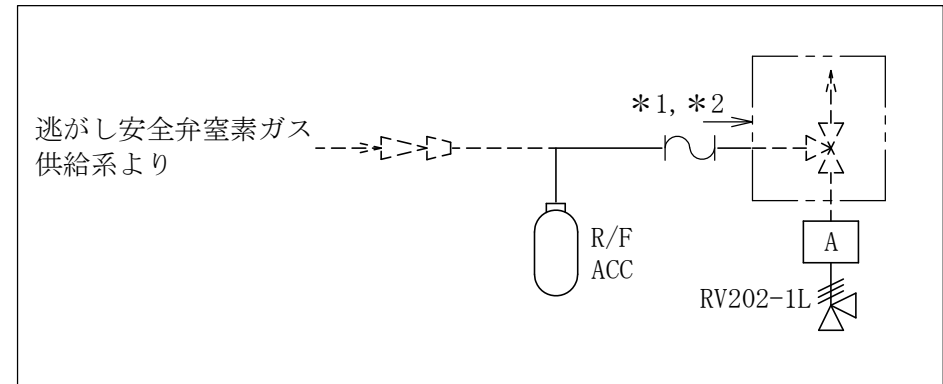 逃がし安全弁窒素ガス
供給系より
＊1, ＊2
R/F
ACC
A
RV202-1L